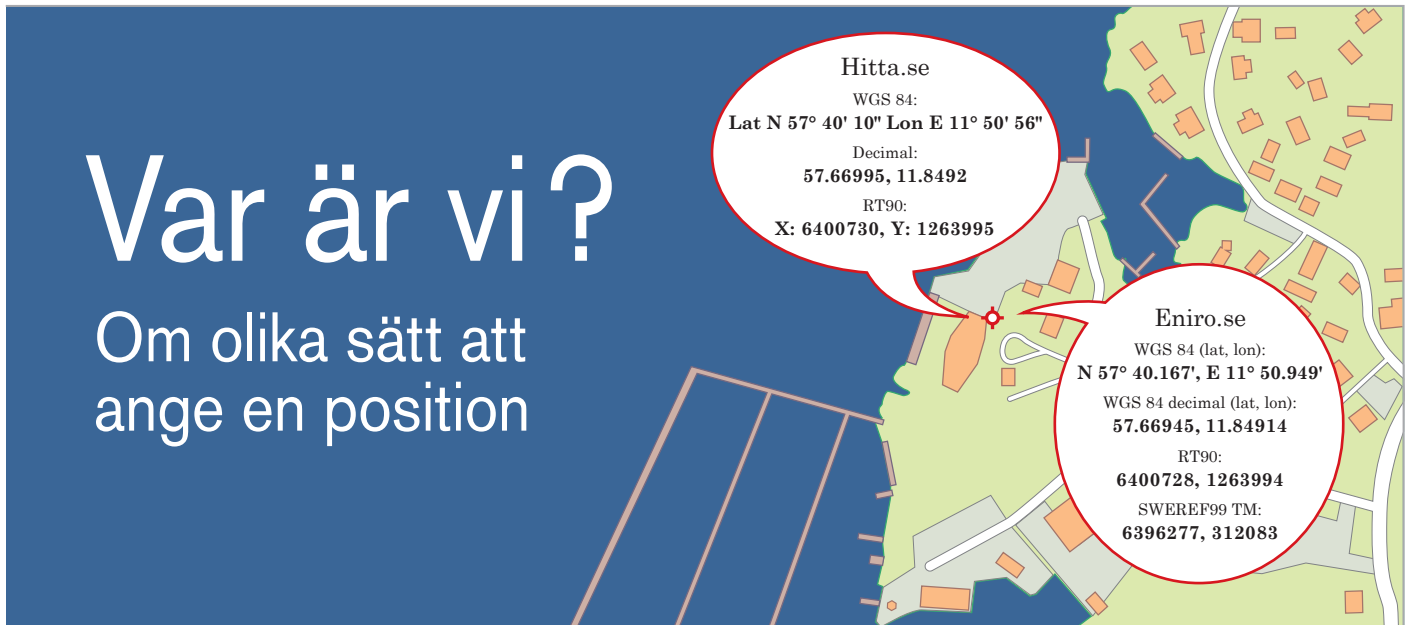 Var är vi ?
Om olika sätt att
ange en position
Hitta.se
WGS 84:
Lat N 57° 40' 10" Lon E 11° 50' 56"
Decimal:
57.66995, 11.8492
RT90:
X: 6400730, Y: 1263995
Eniro.se
WGS 84 (lat, lon):
N 57° 40.167', E 11° 50.949'
WGS 84 decimal (lat, lon):
57.66945, 11.84914
RT90:
6400728, 1263994
SWEREF99 TM:
6396277, 312083